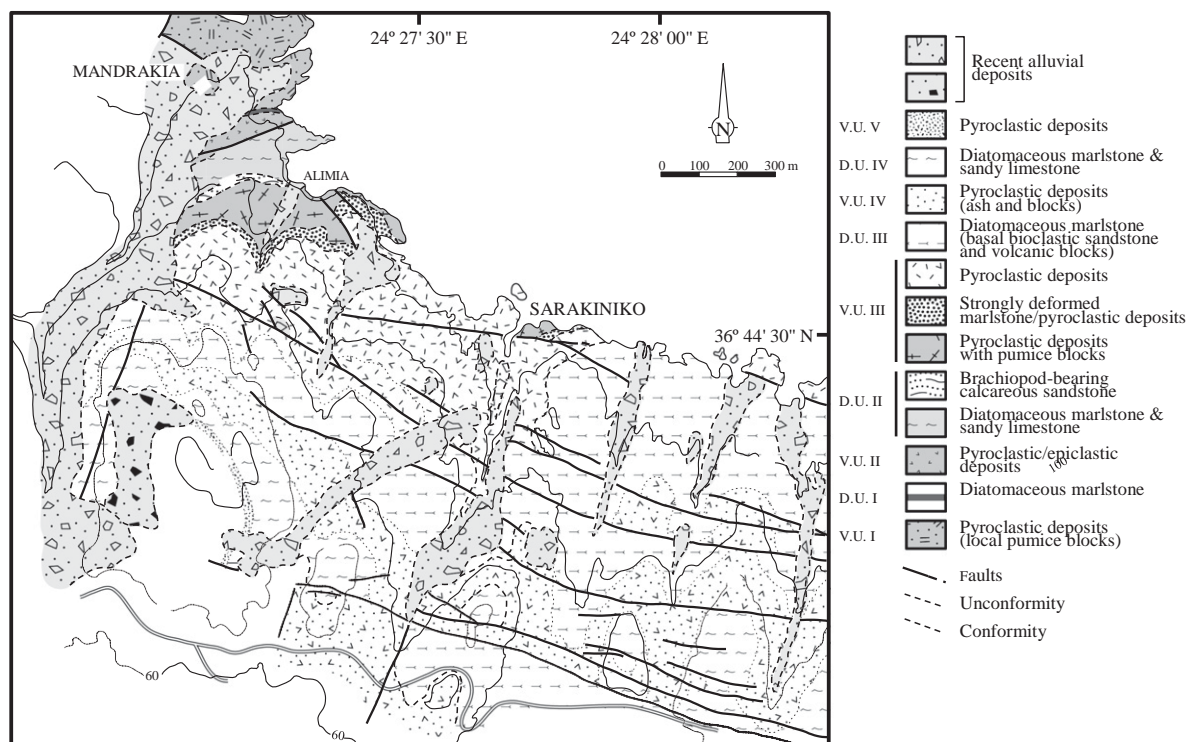 24º 27' 30" E
24º 28' 00" E
MANDRAKIA
N
0 100 200 300 m
ALIMIA
SARAKINIKO
36º 44' 30" N
60
60
Recent alluvial
deposits
V.U. V
Pyroclastic deposits
D.U. IV
Diatomaceous marlstone &
sandy limestone
V.U. IV
Pyroclastic deposits
(ash and blocks)
D.U. III
Diatomaceous marlstone
(basal bioclastic sandstone
and volcanic blocks)
Pyroclastic deposits
V.U. III
Strongly deformed
marlstone/pyroclastic deposits
Pyroclastic deposits
with pumice blocks
D.U. II
Brachiopod-bearing
calcareous sandstone
Diatomaceous marlstone &
sandy limestone
V.U. II
Pyroclastic/epiclastic
deposits
100
D.U. I
Diatomaceous marlstone
V.U. I
Pyroclastic deposits
(local pumice blocks)
Faults
Unconformity
Conformity